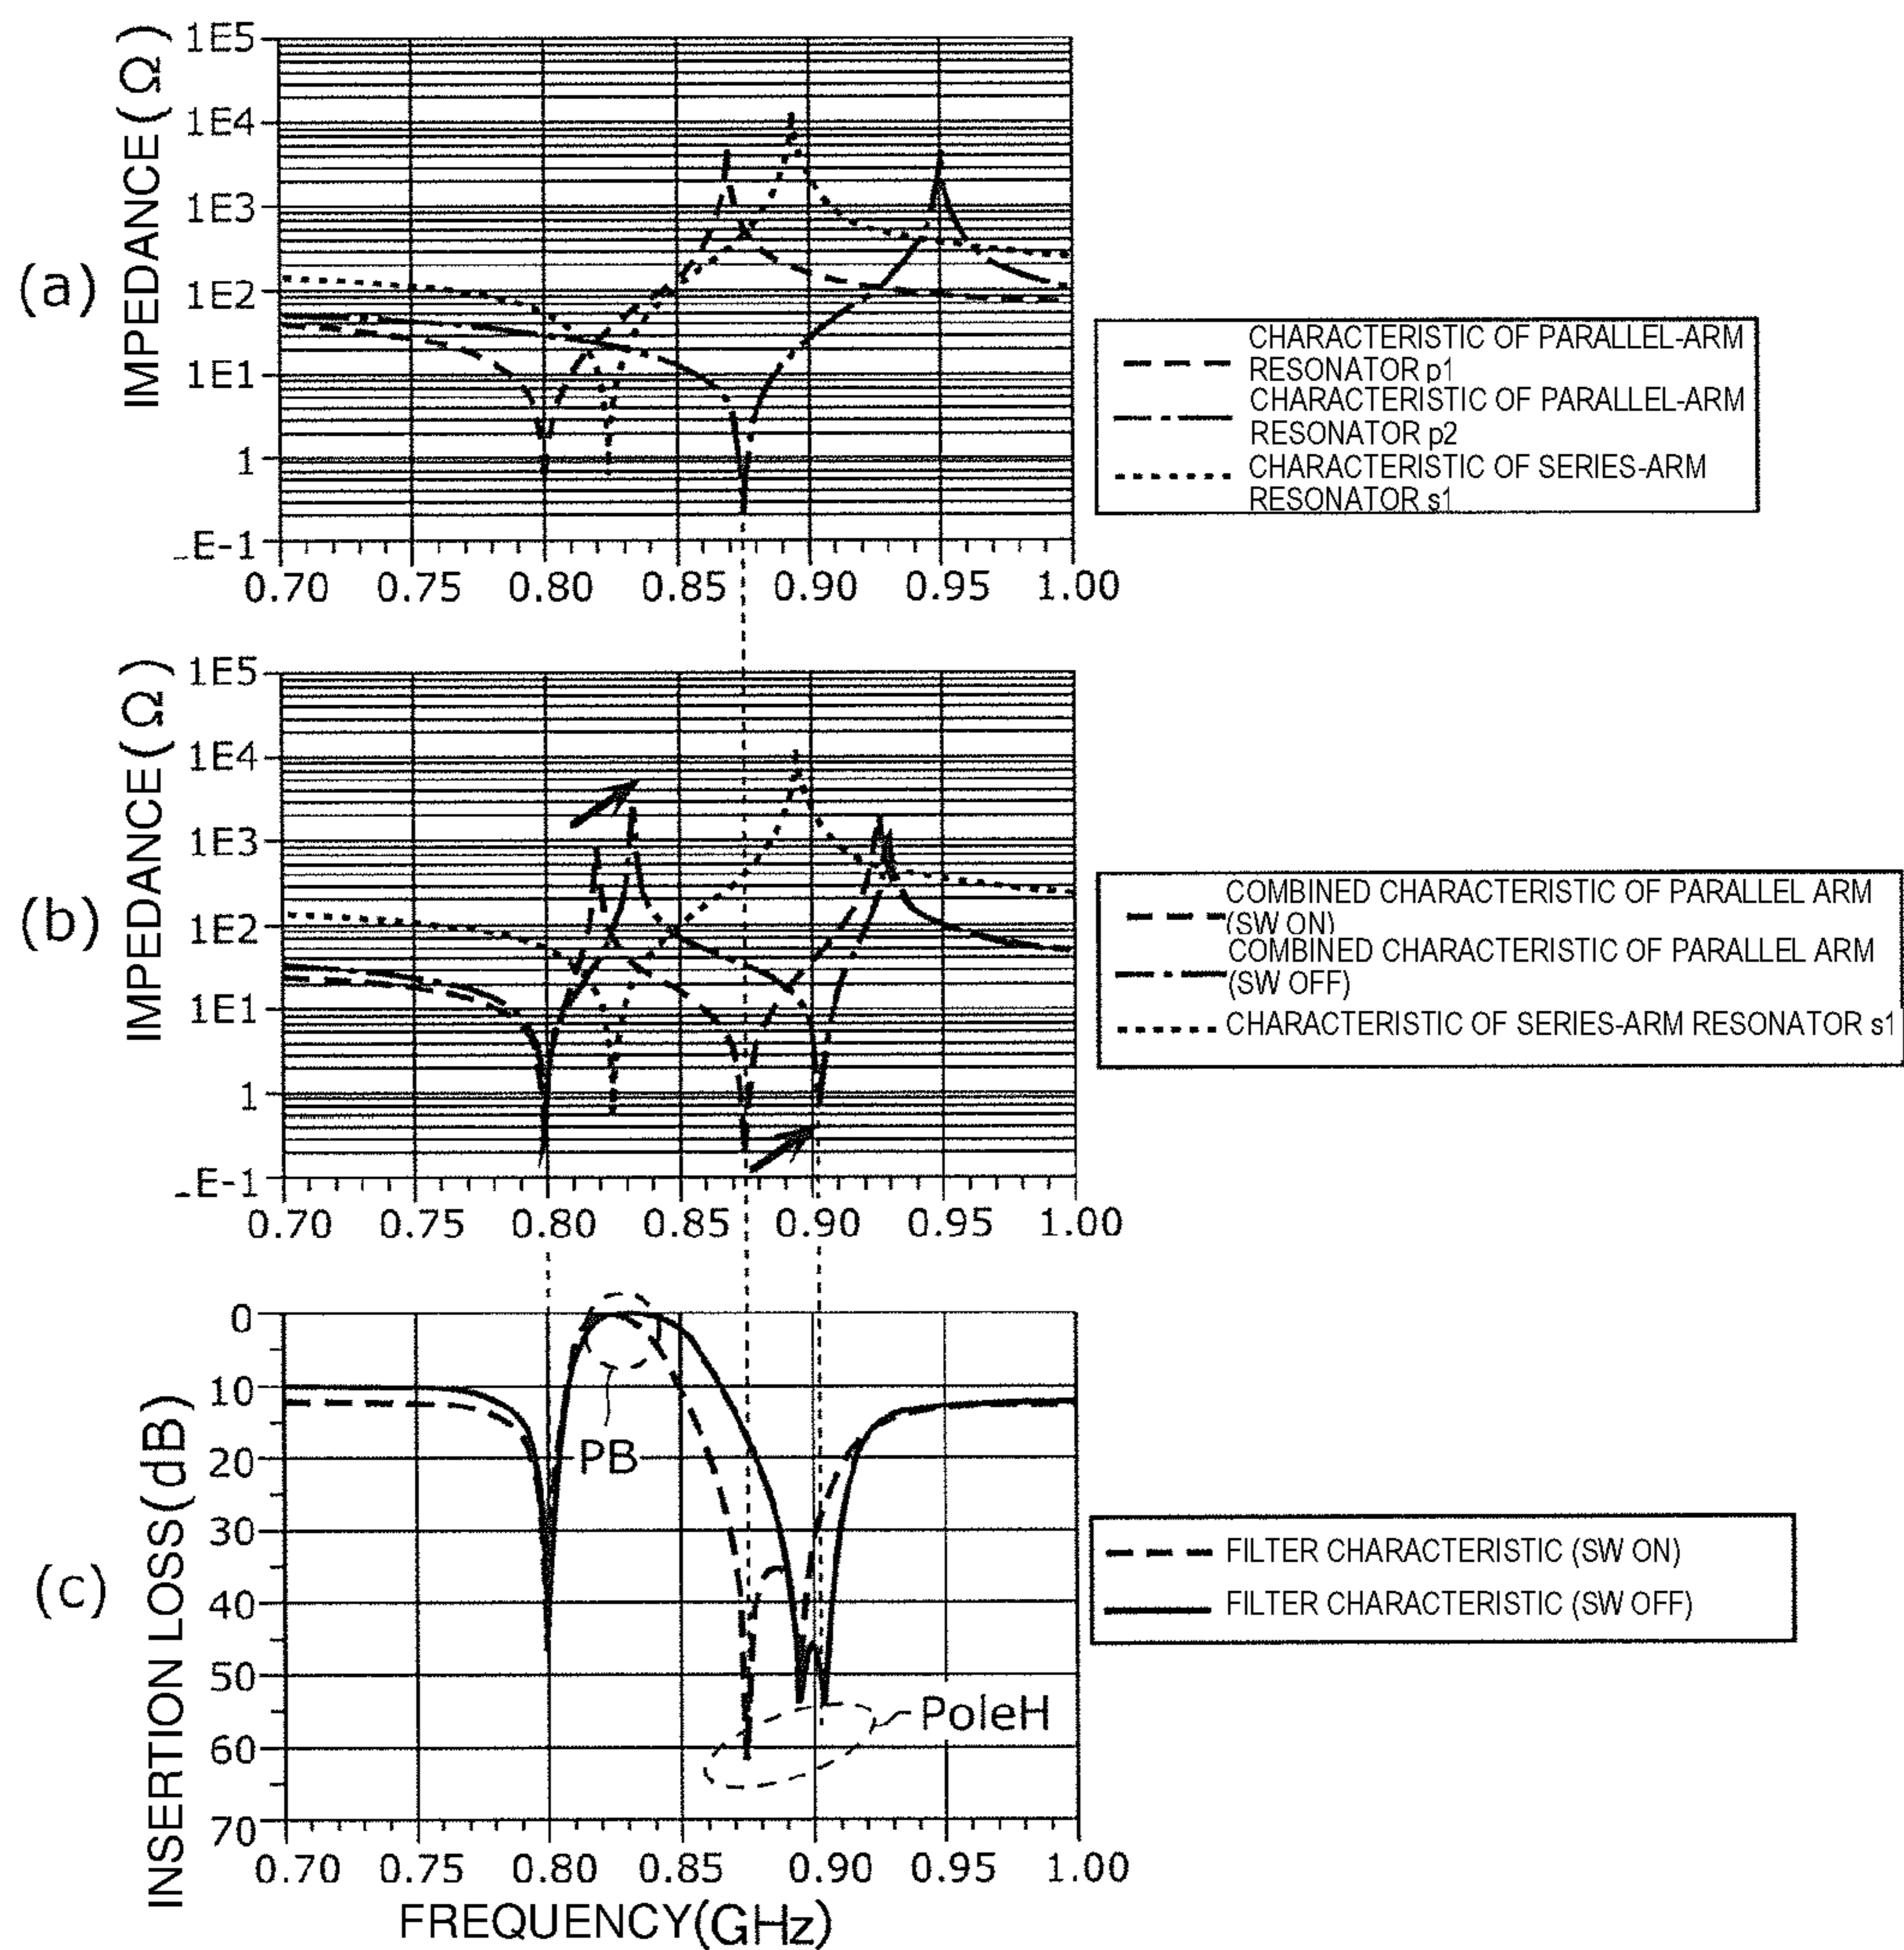 (a)
IMPEDANCE(Ω)
1E5
1E4
1E3
1E2
1E1
1
_E-1
0.70 0.75 0.80 0.85 0.90 0.95 1.00
CHARACTERISTIC OF PARALLEL-ARM
RESONATOR p1
CHARACTERISTIC OF PARALLEL-ARM
RESONATOR p2
CHARACTERISTIC OF SERIES-ARM
RESONATOR s1
(b)
IMPEDANCE(Ω)
1E5
1E4
1E3
1E2
1E1
1
_E-1
0.70 0.75 0.80 0.85 0.90 0.95 1.00
COMBINED CHARACTERISTIC OF PARALLEL ARM
(SW ON)
COMBINED CHARACTERISTIC OF PARALLEL ARM
(SW OFF)
CHARACTERISTIC OF SERIES-ARM RESONATOR s1
(c)
INSERTION LOSS(dB)
0
10
20
30
40
50
60
70
PB
PoleH
0.70 0.75 0.80 0.85 0.90 0.95 1.00
FREQUENCY(GHz)
FILTER CHARACTERISTIC (SW ON)
FILTER CHARACTERISTIC (SW OFF)